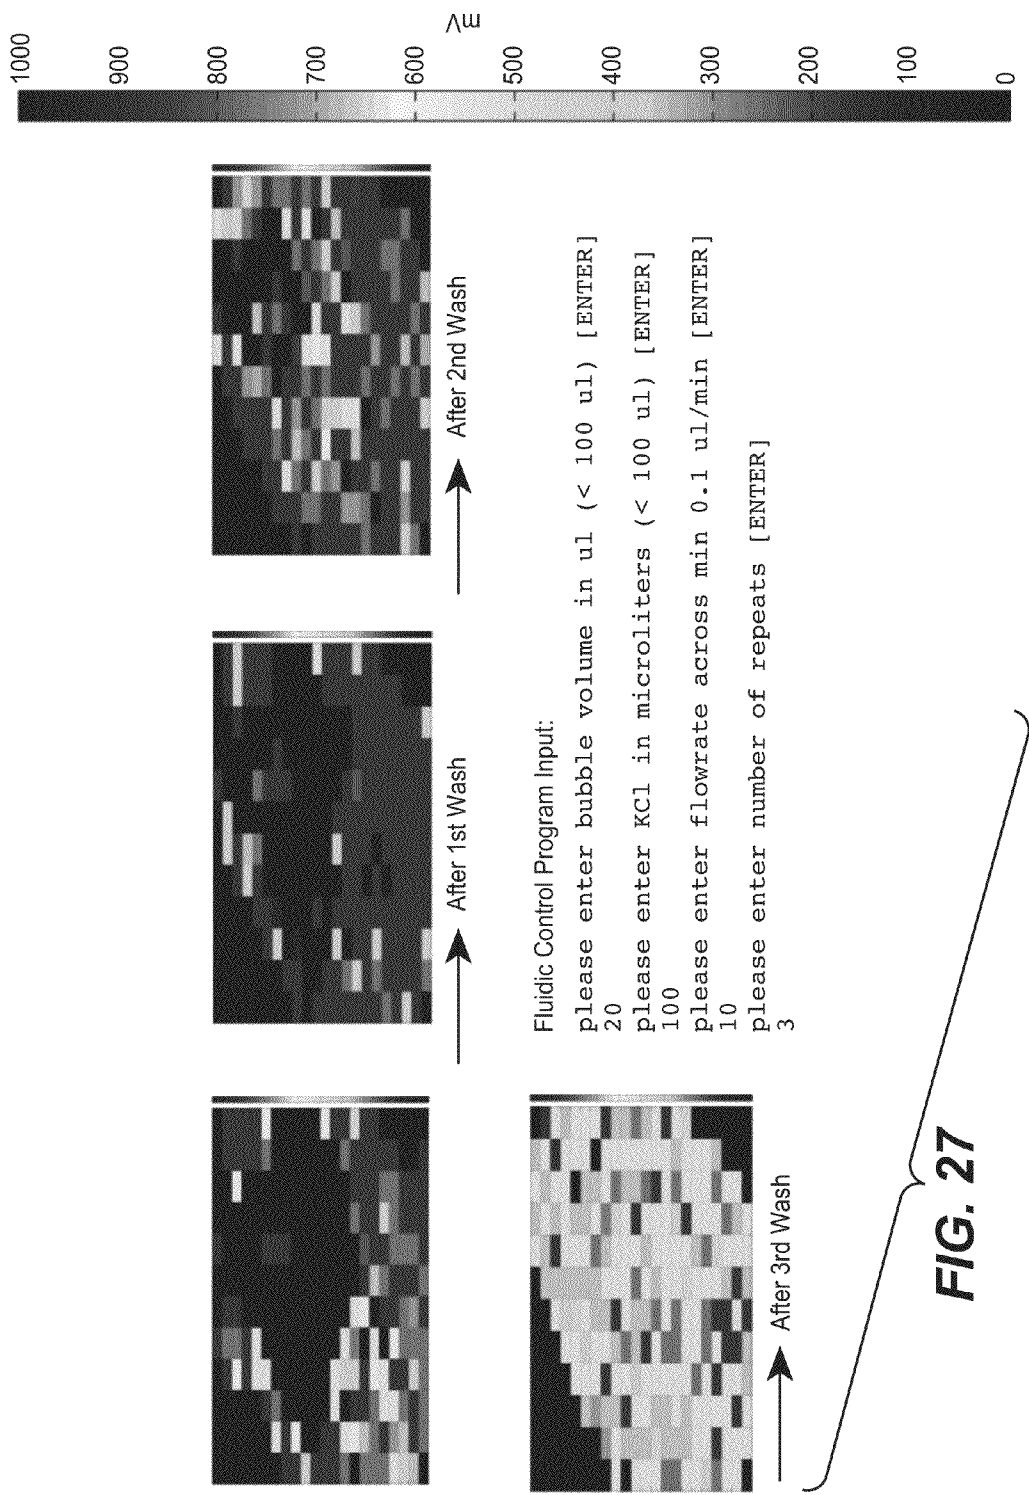 After 1st Wash
After 2nd Wash
After 3rd Wash
Fluidic Control Program Input:
please enter bubble volume in ul (< 100 ul) [ENTER]
20
please enter KCl in microliters (< 100 ul) [ENTER]
100
please enter flowrate across min 0.1 ul/min [ENTER]
10
please enter number of repeats [ENTER]
3
0
100
200
300
400
500
600
700
800
900
1000
mV
FIG. 27